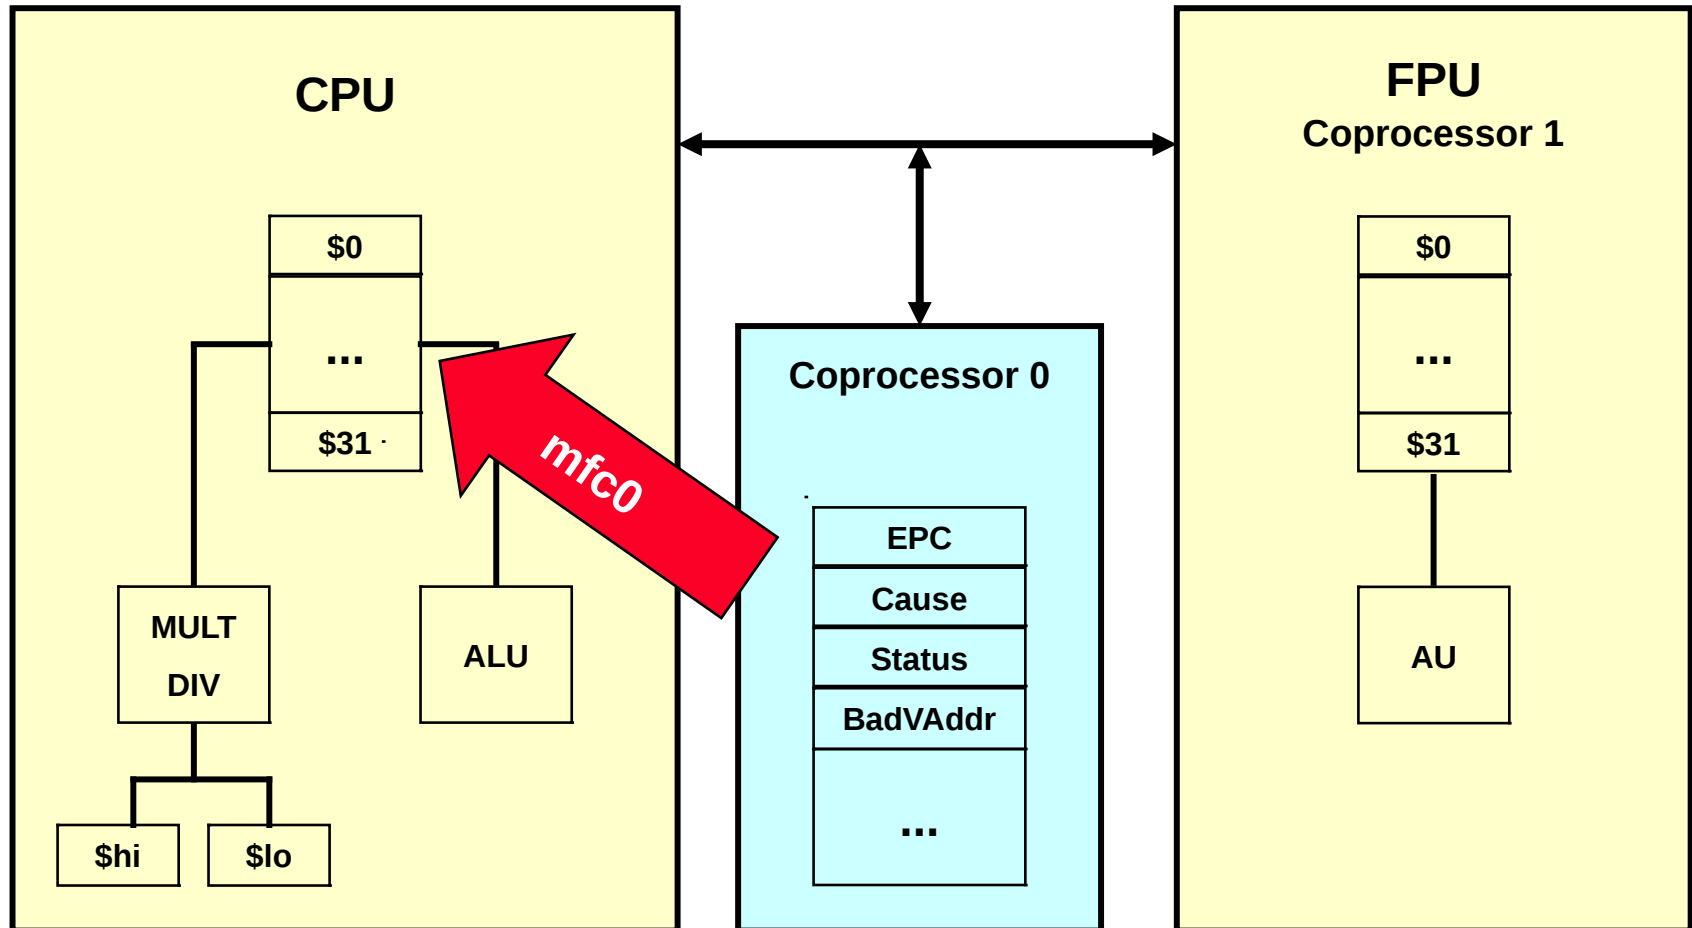 CPU
$0
...
$31
MULT
DIV
ALU
$hi
$lo
mfc0
Coprocessor 0
EPC
Cause
Status
BadVAddr
...
FPU
Coprocessor 1
$0
...
$31
AU